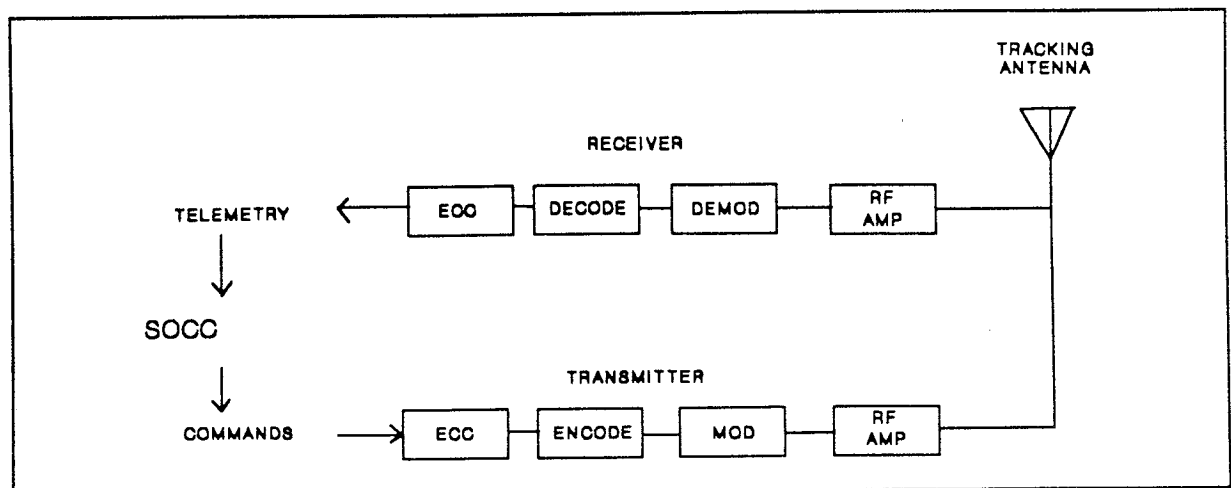 TRACKING
ANTENNA
RECEIVER
TELEMETRY
ECC
DECODE
DEMOD
RF
AMP
SOCC
TRANSMITTER
COMMANDS
ECC
ENCODE
MOD
RF
AMP